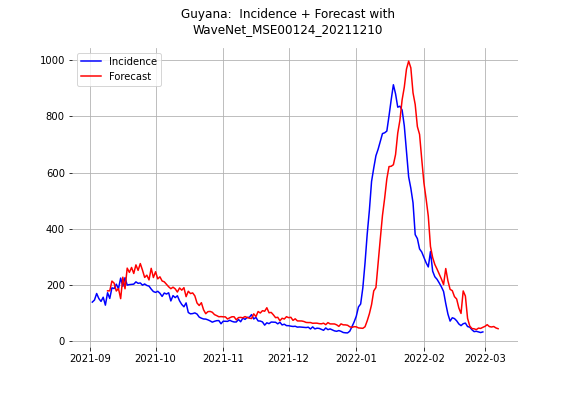 Guyana:  Incidence + Forecast with
WaveNet_MSE00124_20211210
Incidence
Forecast
1000
800
600
400
200
0
2021-09 2021-10 2021-11 2021-12 2022-01 2022-02 2022-03